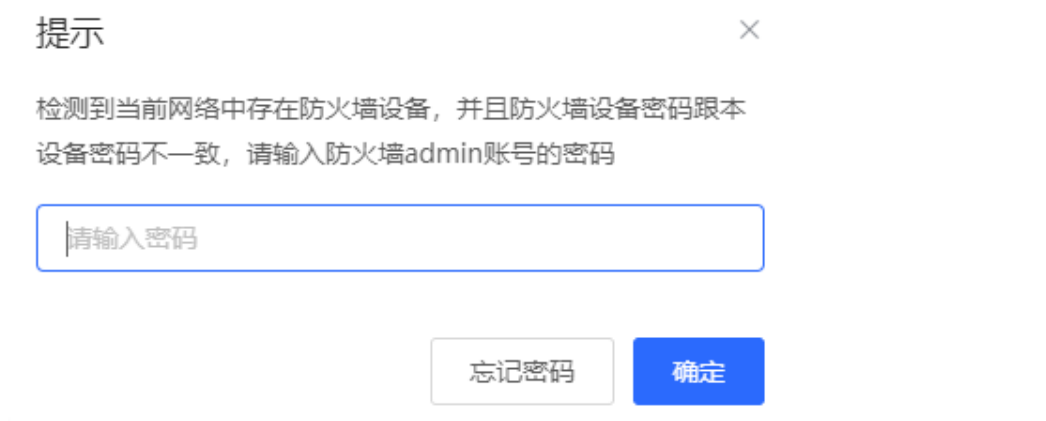 提示
检测到当前网络中存在防火墙设备，并且防火墙设备密码跟本
设备密码不一致，请输入防火墙admin账号的密码
请输入密码
忘记密码
确定